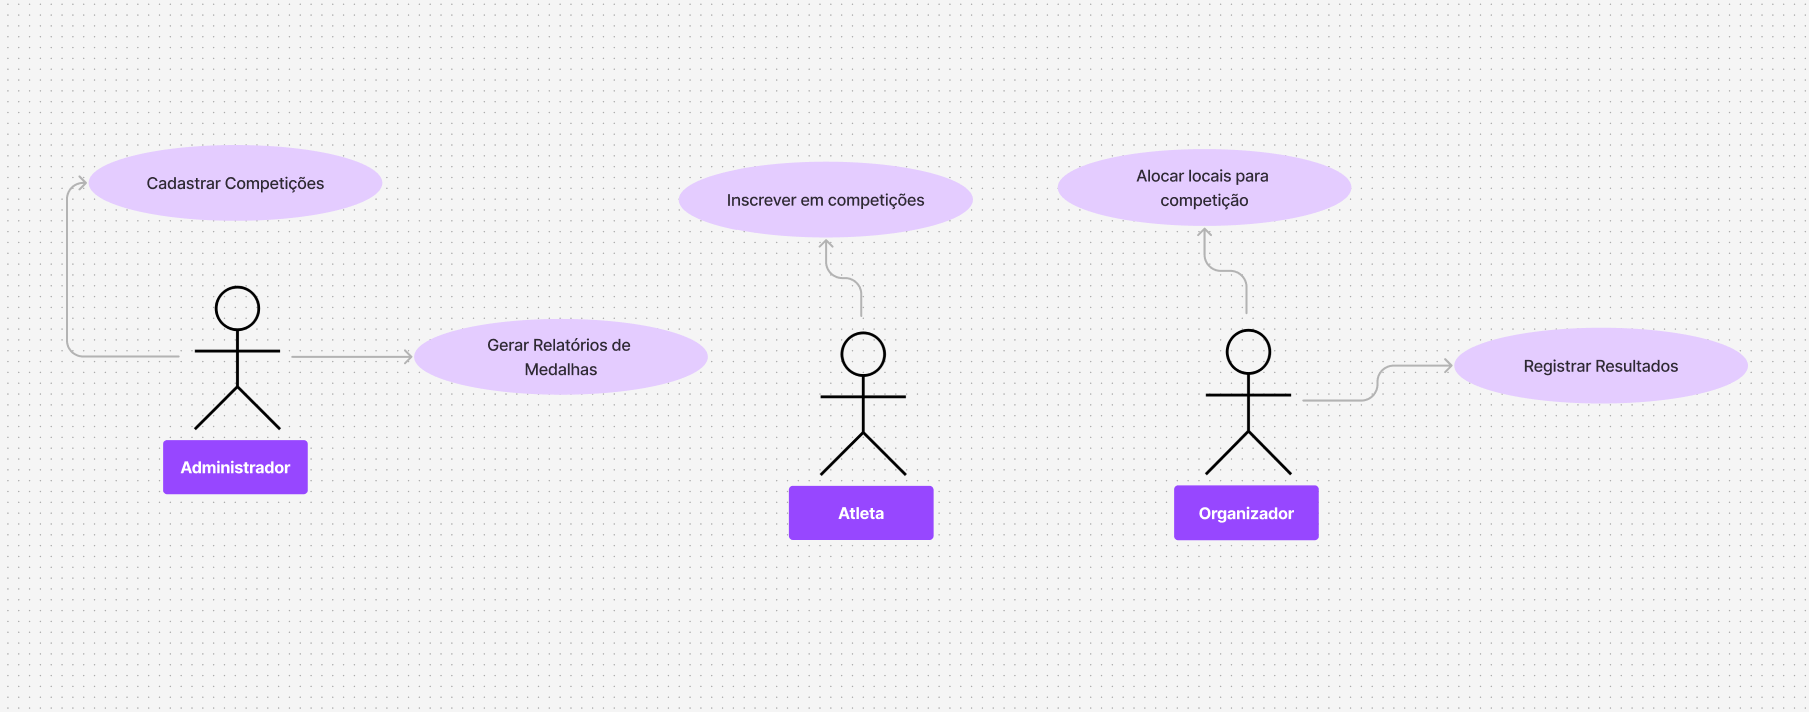 Cadastrar Competições
Gerar Relatórios de
Medalhas
Administrador
Inscrever em competições
Atleta
Alocar locais para
competição
Registrar Resultados
Organizador